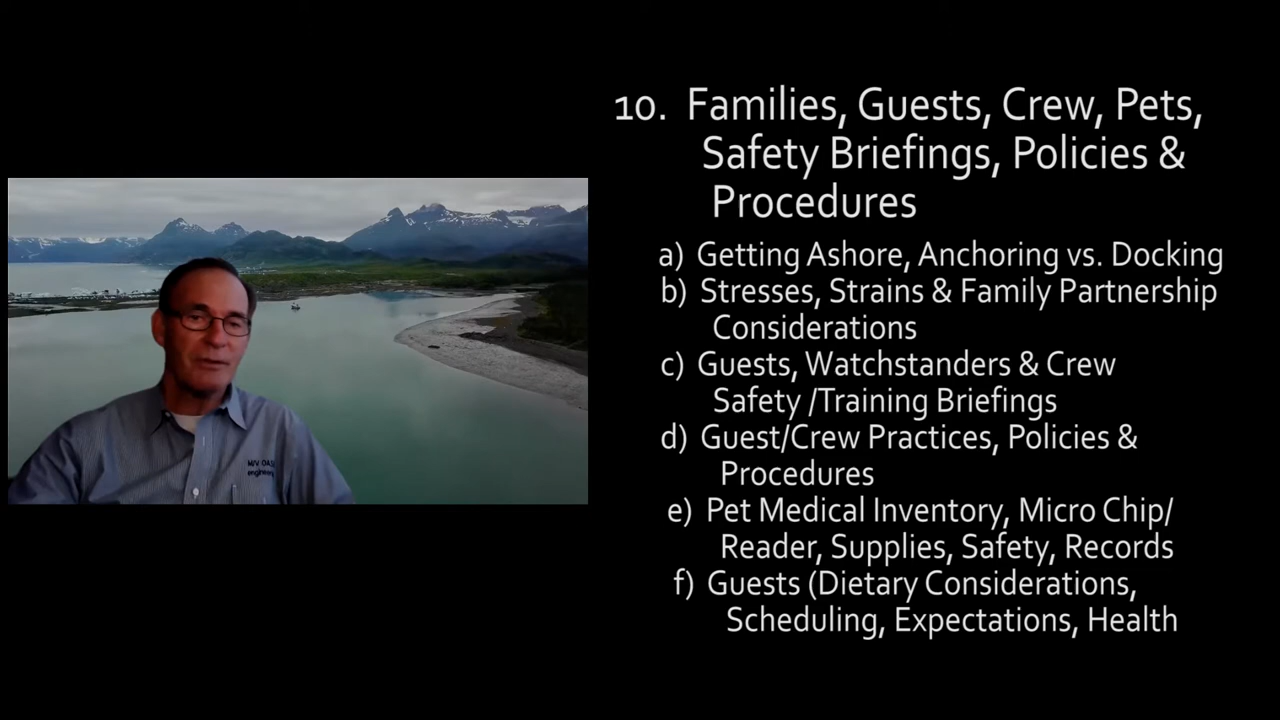 10. Families, Guests, Crew, Pets,
Safety Briefings, Policies &
Procedures
a) Getting Ashore, Anchoring vs. Docking
b) Stresses, Strains & Family Partnership
Considerations
c) Guests, Watchstanders & Crew
Safety /Training Briefings
d) Guest/Crew Practices, Policies &
Procedures
e) Pet Medical Inventory, Micro Chip/
Reader, Supplies, Safety, Records
f) Guests (Dietary Considerations,
Scheduling, Expectations, Health
M/V